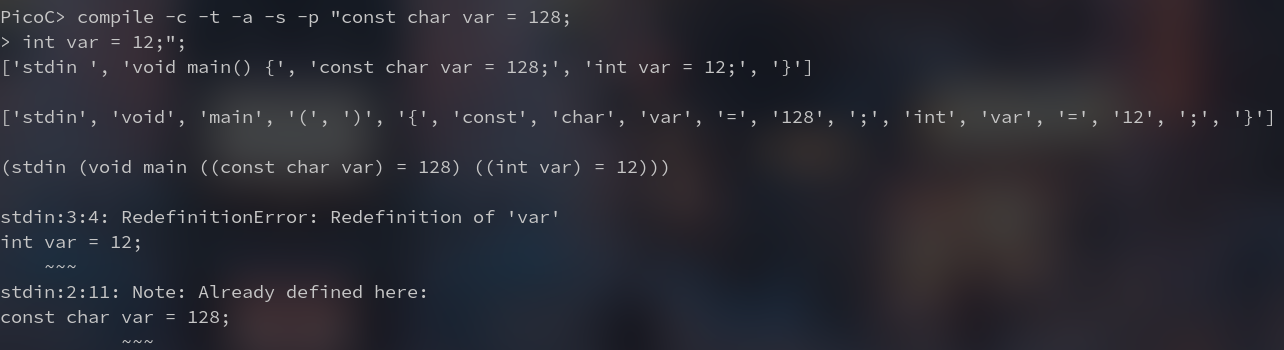 PicoC> compile -c -t -a -s -p "const char var = 128;
> int var = 12;";
['stdin ', 'void main() {', 'const char var = 128;', 'int var = 12;', '}']
['stdin', 'void', 'main', '(', ')', '{', 'const', 'char', 'var', '=', '128', ';', 'int', 'var', '=', '12', ';', '}']
(stdin (void main ((const char var) = 128) ((int var) = 12)))
stdin:3:4: RedefinitionError: Redefinition of 'var'
int var = 12;
    ~~~
stdin:2:11: Note: Already defined here:
const char var = 128;
           ~~~